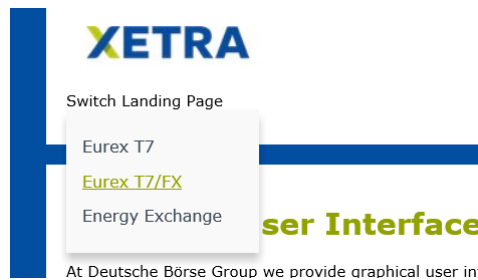 XETRA
Switch Landing Page
Eurex T7
Eurex T7/FX
Energy Exchange
ser Interface
At Deutsche Börse Group we provide graphical user in